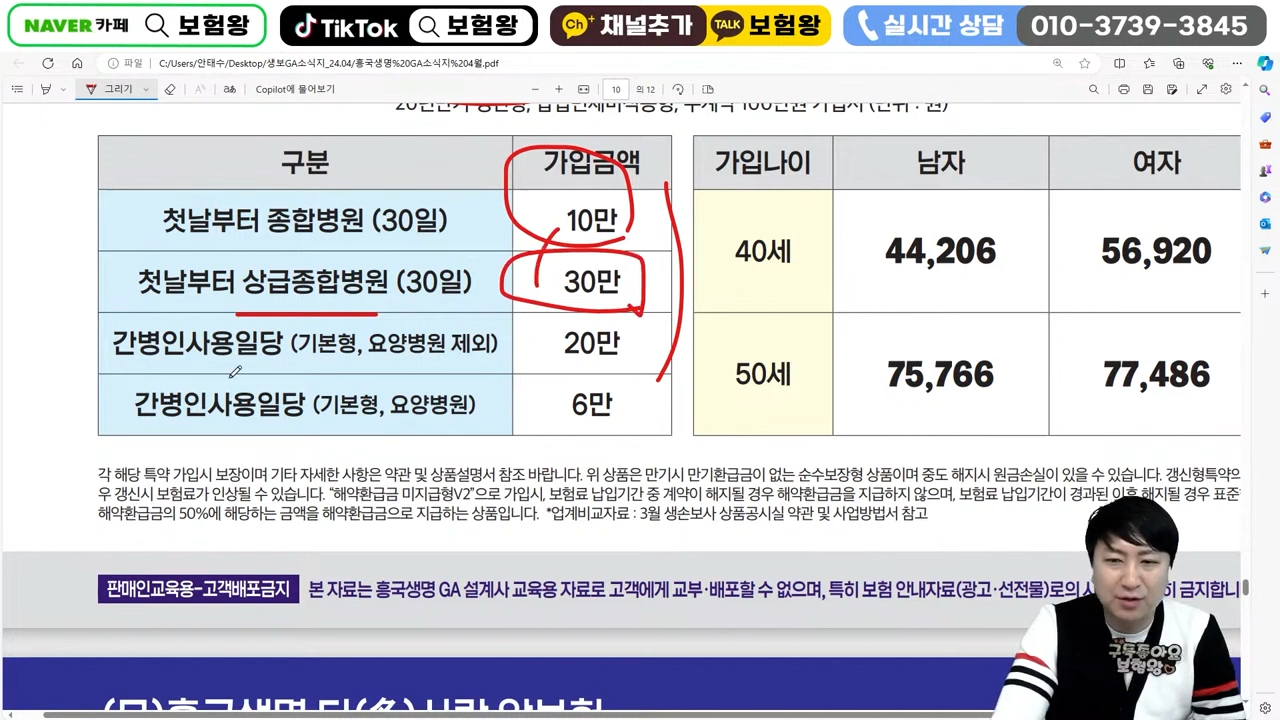 NAVER 카페 보험왕
TikTok 보험왕
Ch+ 채널추가 TALK 보험왕
실시간 상담 010-3739-3845
파일 C:/Users/안태수/Desktop/생보GA소식지_24.04/흥국생명%20GA소식지%204월.pdf
그리기 Copilot에 물어보기 10 의 12
가입시 (단위 : 원)
구분 가입금액
첫날부터 종합병원 (30일) 10만
첫날부터 상급종합병원 (30일) 30만
간병인사용일당 (기본형, 요양병원 제외) 20만
간병인사용일당 (기본형, 요양병원) 6만
가입나이 남자 여자
40세 44,206 56,920
50세 75,766 77,486
각 해당 특약 가입시 보장이며 기타 자세한 사항은 약관 및 상품설명서 참조 바랍니다. 위 상품은 만기시 만기환급금이 없는 순수보장형 상품이며 중도 해지시 원금손실이 있을 수 있습니다. 갱신형특약의
우 갱신시 보험료가 인상될 수 있습니다. “해약환급금 미지급형V2”으로 가입시, 보험료 납입기간 중 계약이 해지될 경우 해약환급금을 지급하지 않으며, 보험료 납입기간이 경과된 이후 해지될 경우 표준
해약환급금의 50%에 해당하는 금액을 해약환급금으로 지급하는 상품입니다. *업계비교자료 : 3월 생손보사 상품공시실 약관 및 사업방법서 참고
판매인교육용-고객배포금지 본 자료는 흥국생명 GA 설계사 교육용 자료로 고객에게 교부·배포할 수 없으며, 특히 보험 안내자료(광고·선전물)로의 금지합니
구독좋아요
보험왕